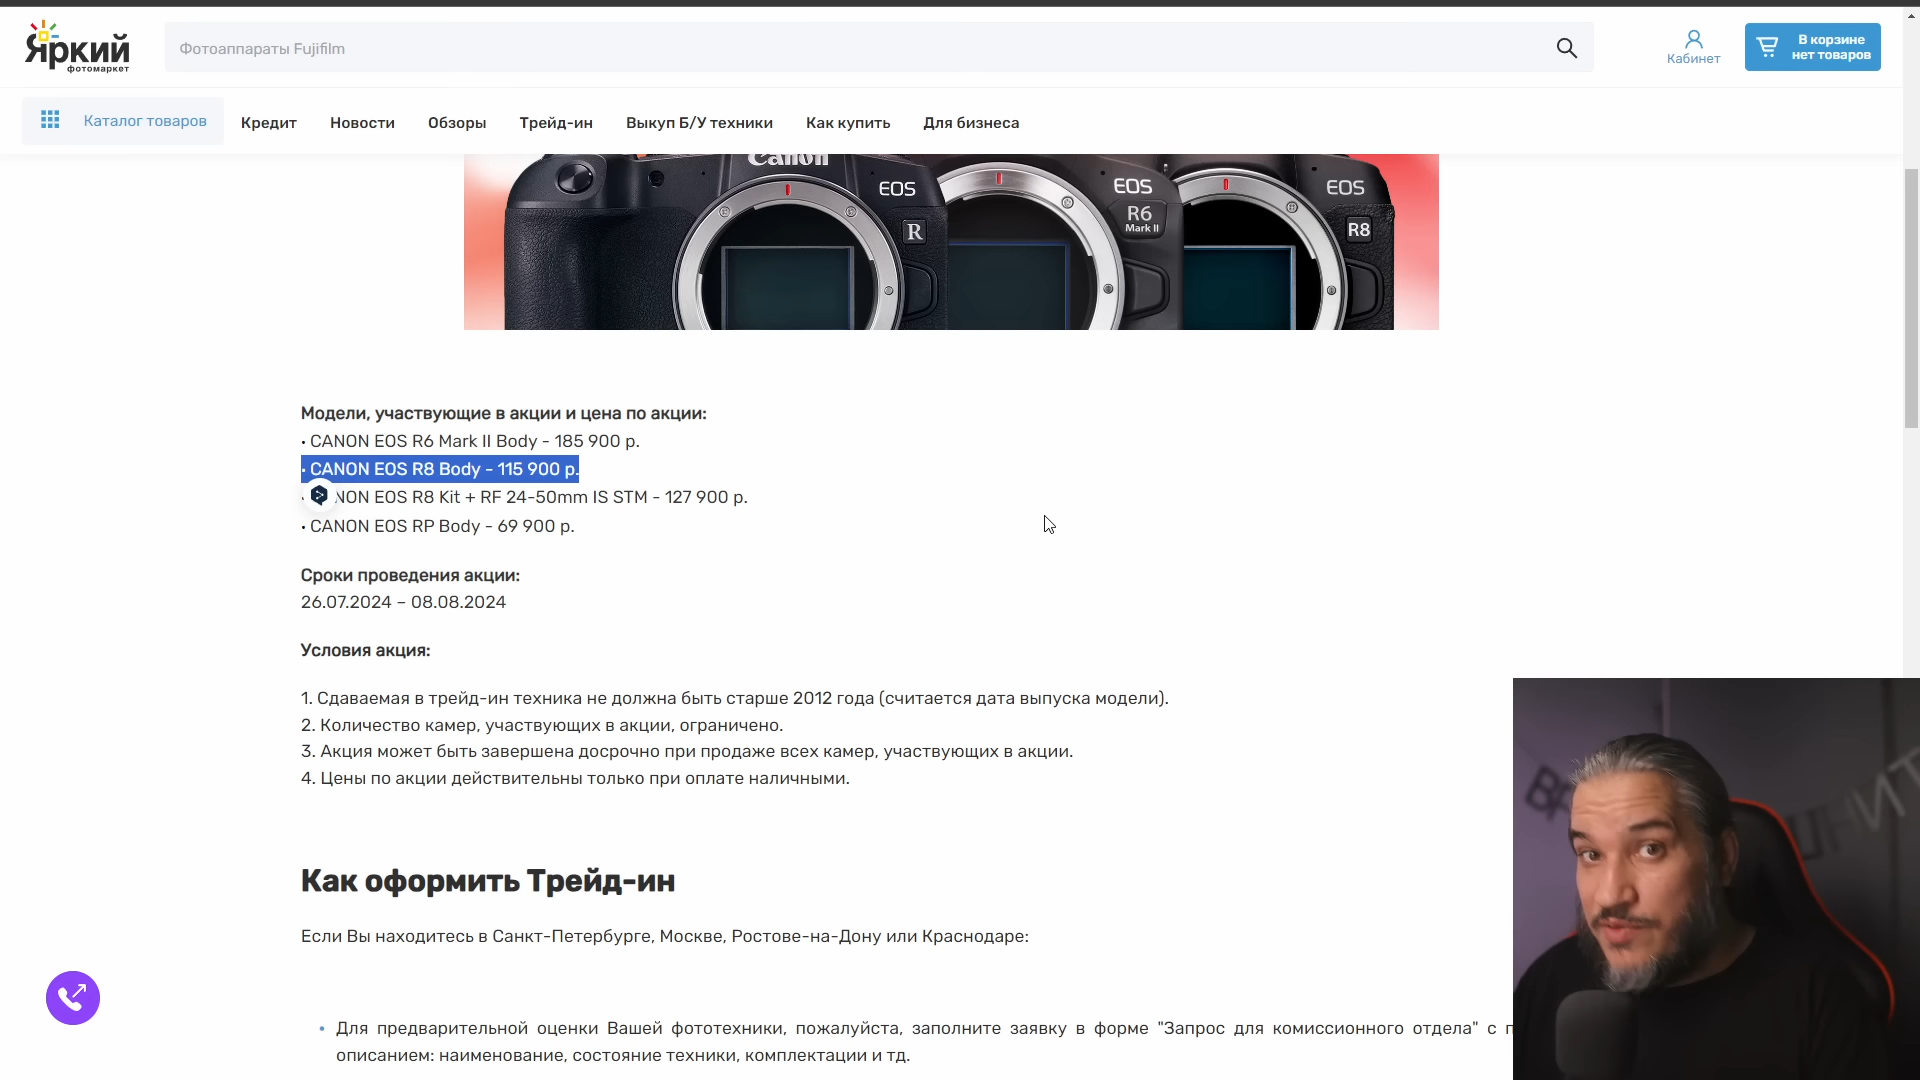 Яркий
фотомаркет
Фотоаппараты Fujifilm
Кабинет
В корзине
нет товаров
Каталог товаров
Кредит
Новости
Обзоры
Трейд-ин
Выкуп Б/У техники
Как купить
Для бизнеса
Canon
EOS
R
EOS
R6
Mark II
EOS
R8
Модели, участвующие в акции и цена по акции:
• CANON EOS R6 Mark II Body - 185 900 р.
• CANON EOS R8 Body - 115 900 р.
NON EOS R8 Kit + RF 24-50mm IS STM - 127 900 р.
• CANON EOS RP Body - 69 900 р.
Сроки проведения акции:
26.07.2024 – 08.08.2024
Условия акция:
1. Сдаваемая в трейд-ин техника не должна быть старше 2012 года (считается дата выпуска модели).
2. Количество камер, участвующих в акции, ограничено.
3. Акция может быть завершена досрочно при продаже всех камер, участвующих в акции.
4. Цены по акции действительны только при оплате наличными.
Как оформить Трейд-ин
Если Вы находитесь в Санкт-Петербурге, Москве, Ростове-на-Дону или Краснодаре:
• Для предварительной оценки Вашей фототехники, пожалуйста, заполните заявку в форме "Запрос для комиссионного отдела" с
описанием: наименование, состояние техники, комплектации и тд.